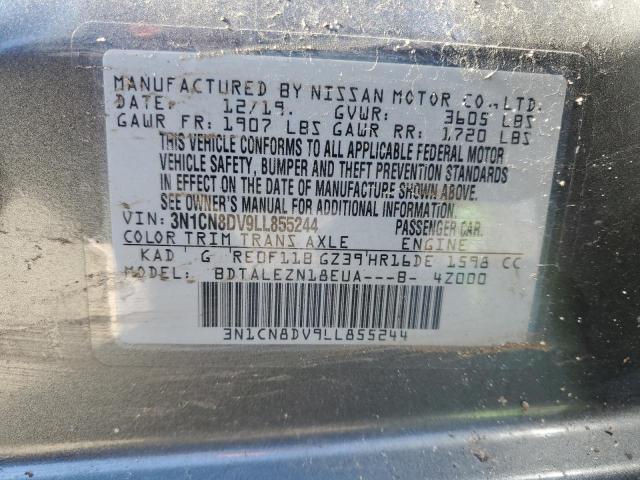 MANUFACTURED BY NISSAN MOTOR CO.,LTD.
DATE: 12/19. GVWR: 3605 LBS
GAWR FR: 1907 LBS GAWR RR: 1720 LBS
THIS VEHICLE CONFORMS TO ALL APPLICABLE FEDERAL MOTOR
VEHICLE SAFETY, BUMPER AND THEFT PREVENTION STANDARDS
IN EFFECT ON THE DATE OF MANUFACTURE SHOWN ABOVE.
SEE OWNER'S MANUAL FOR ADDITIONAL INFORMATION.
VIN: 3N1CN8DV9LL855244 PASSENGER CAR.
COLOR TRIM TRANS AXLE ENGINE
KAD G RE0F11B GZ39 HR16DE 1598 CC
MODEL: BDTALEZN18EUA---B- 4Z000
3N1CN8DV9LL855244